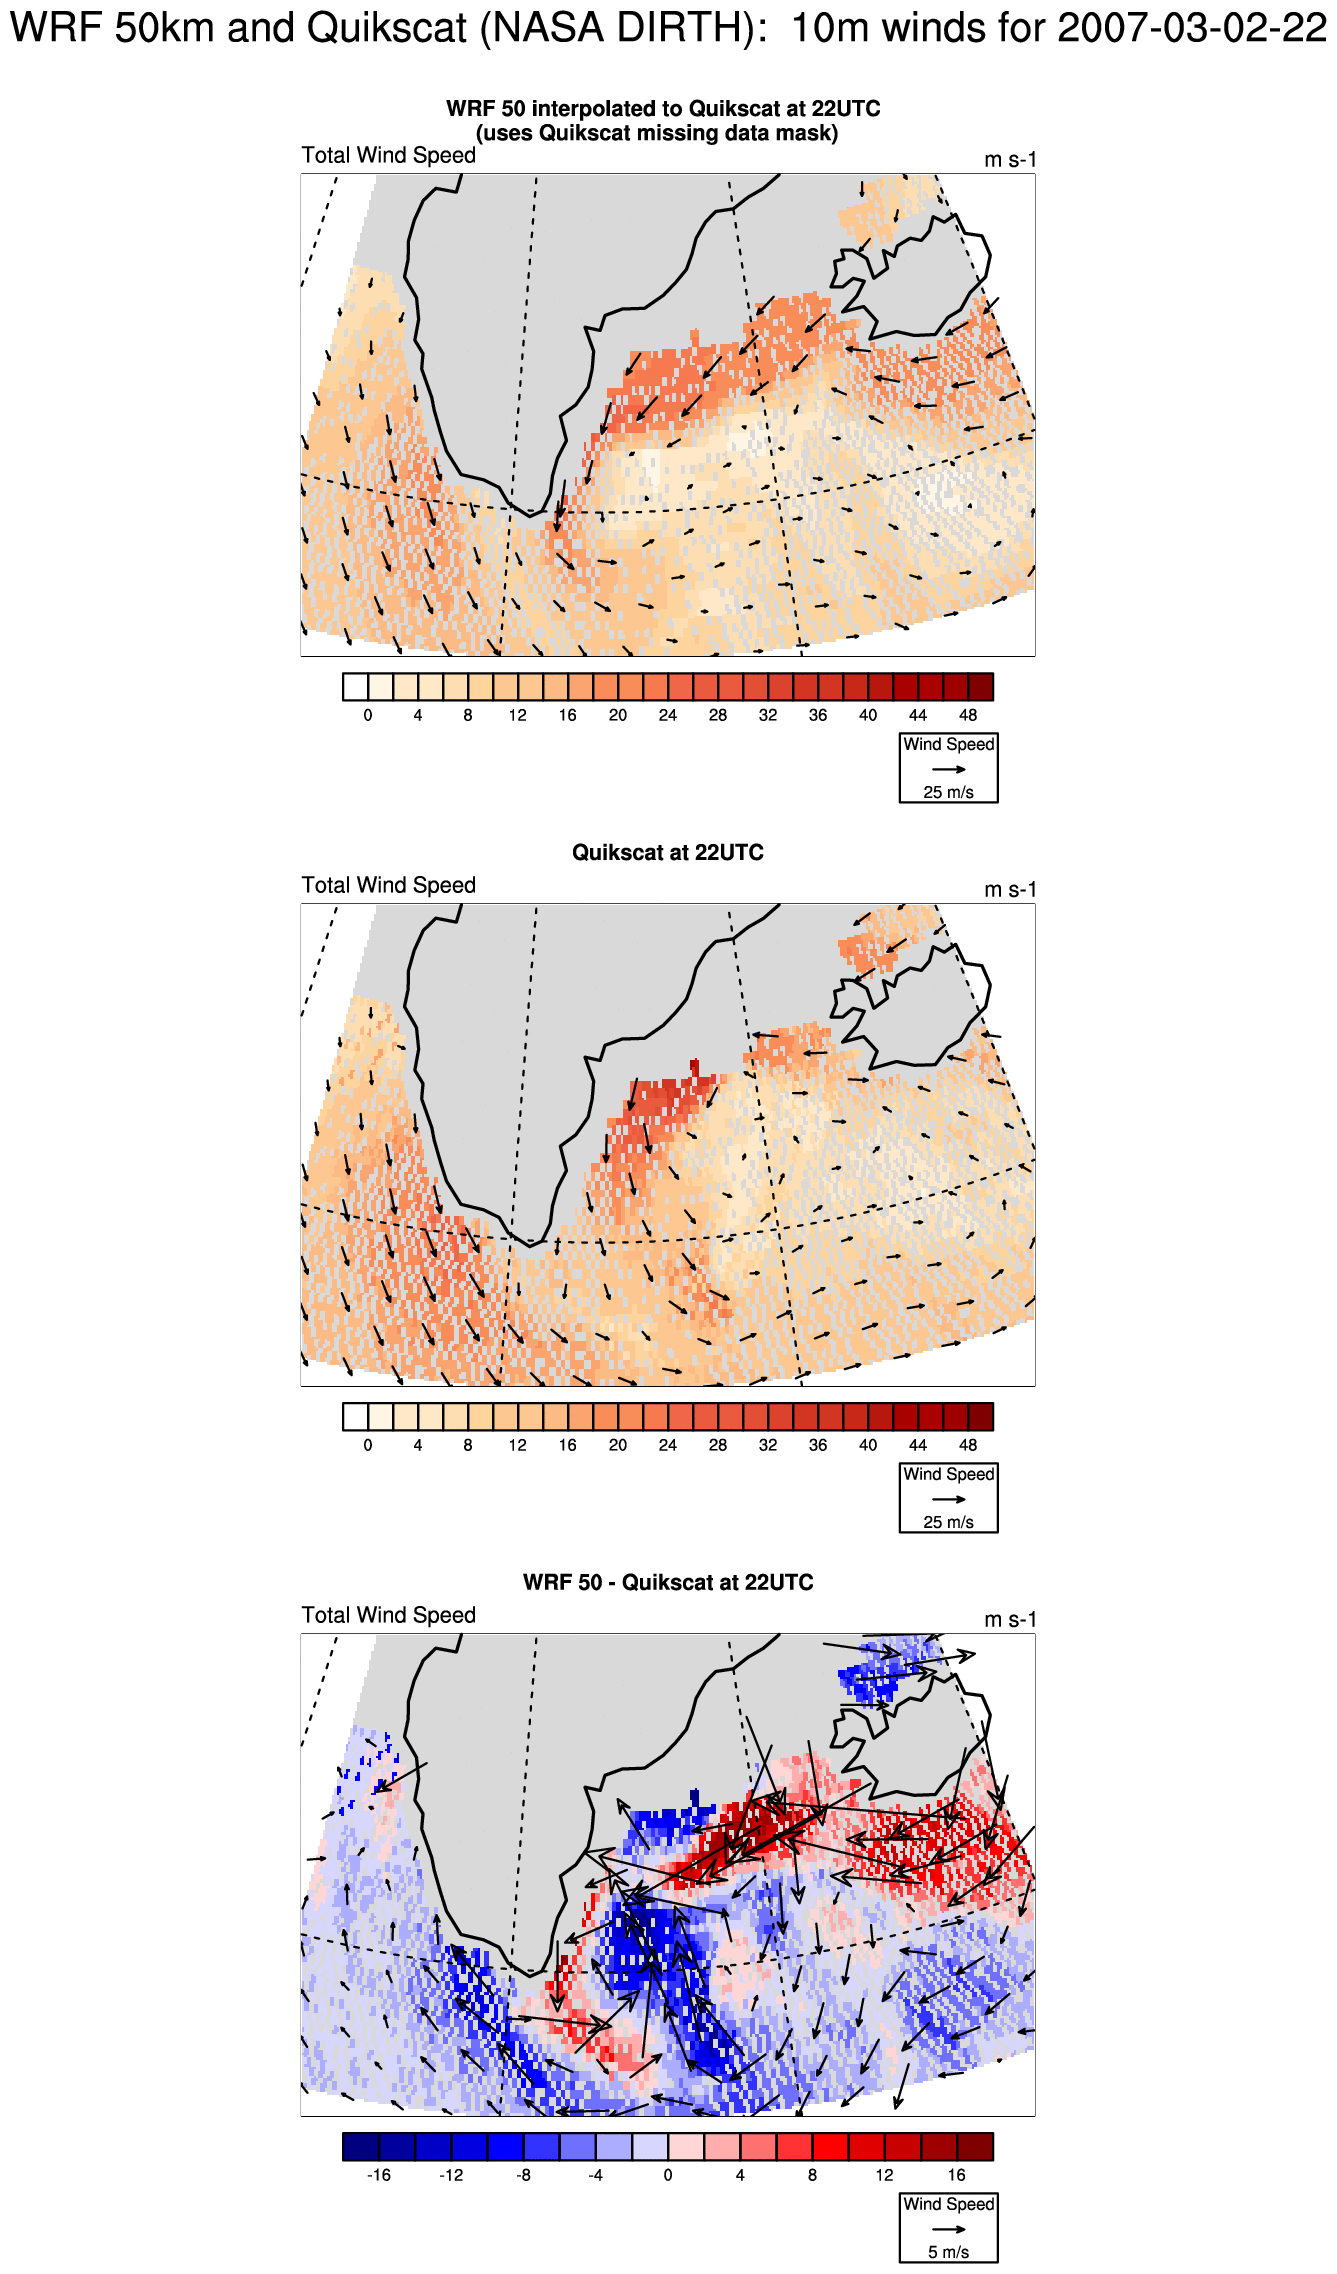 WRF 50km and Quikscat (NASA DIRTH):  10m winds for 2007-03-02-22
WRF 50 interpolated to Quikscat at 22UTC
(uses Quikscat missing data mask)
Total Wind Speed m s-1
0 4 8 12 16 20 24 28 32 36 40 44 48
Wind Speed
25 m/s
Quikscat at 22UTC
Total Wind Speed m s-1
0 4 8 12 16 20 24 28 32 36 40 44 48
Wind Speed
25 m/s
WRF 50 - Quikscat at 22UTC
Total Wind Speed m s-1
-16 -12 -8 -4 0 4 8 12 16
Wind Speed
5 m/s